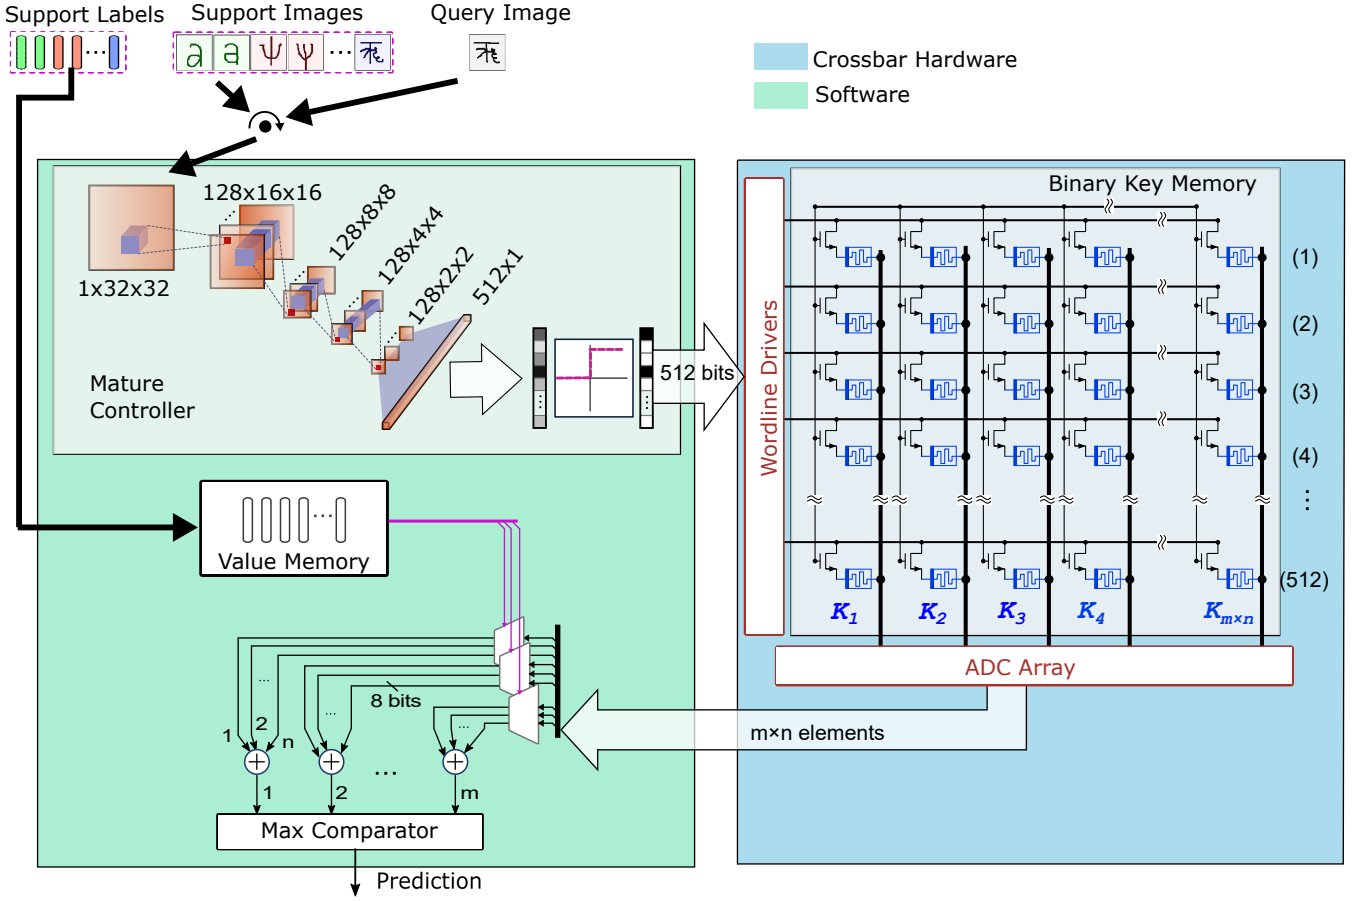 Support Labels
Support Images
Query Image
Crossbar Hardware
Software
1x32x32
128x16x16
128x8x8
128x4x4
128x2x2
512x1
Mature
Controller
512 bits
Wordline Drivers
Binary Key Memory
(1)
(2)
(3)
(4)
⋮
(512)
K1
K2
K3
K4
Km×n
ADC Array
m×n elements
Value Memory
8 bits
1
2
n
...
1
2
m
Max Comparator
Prediction